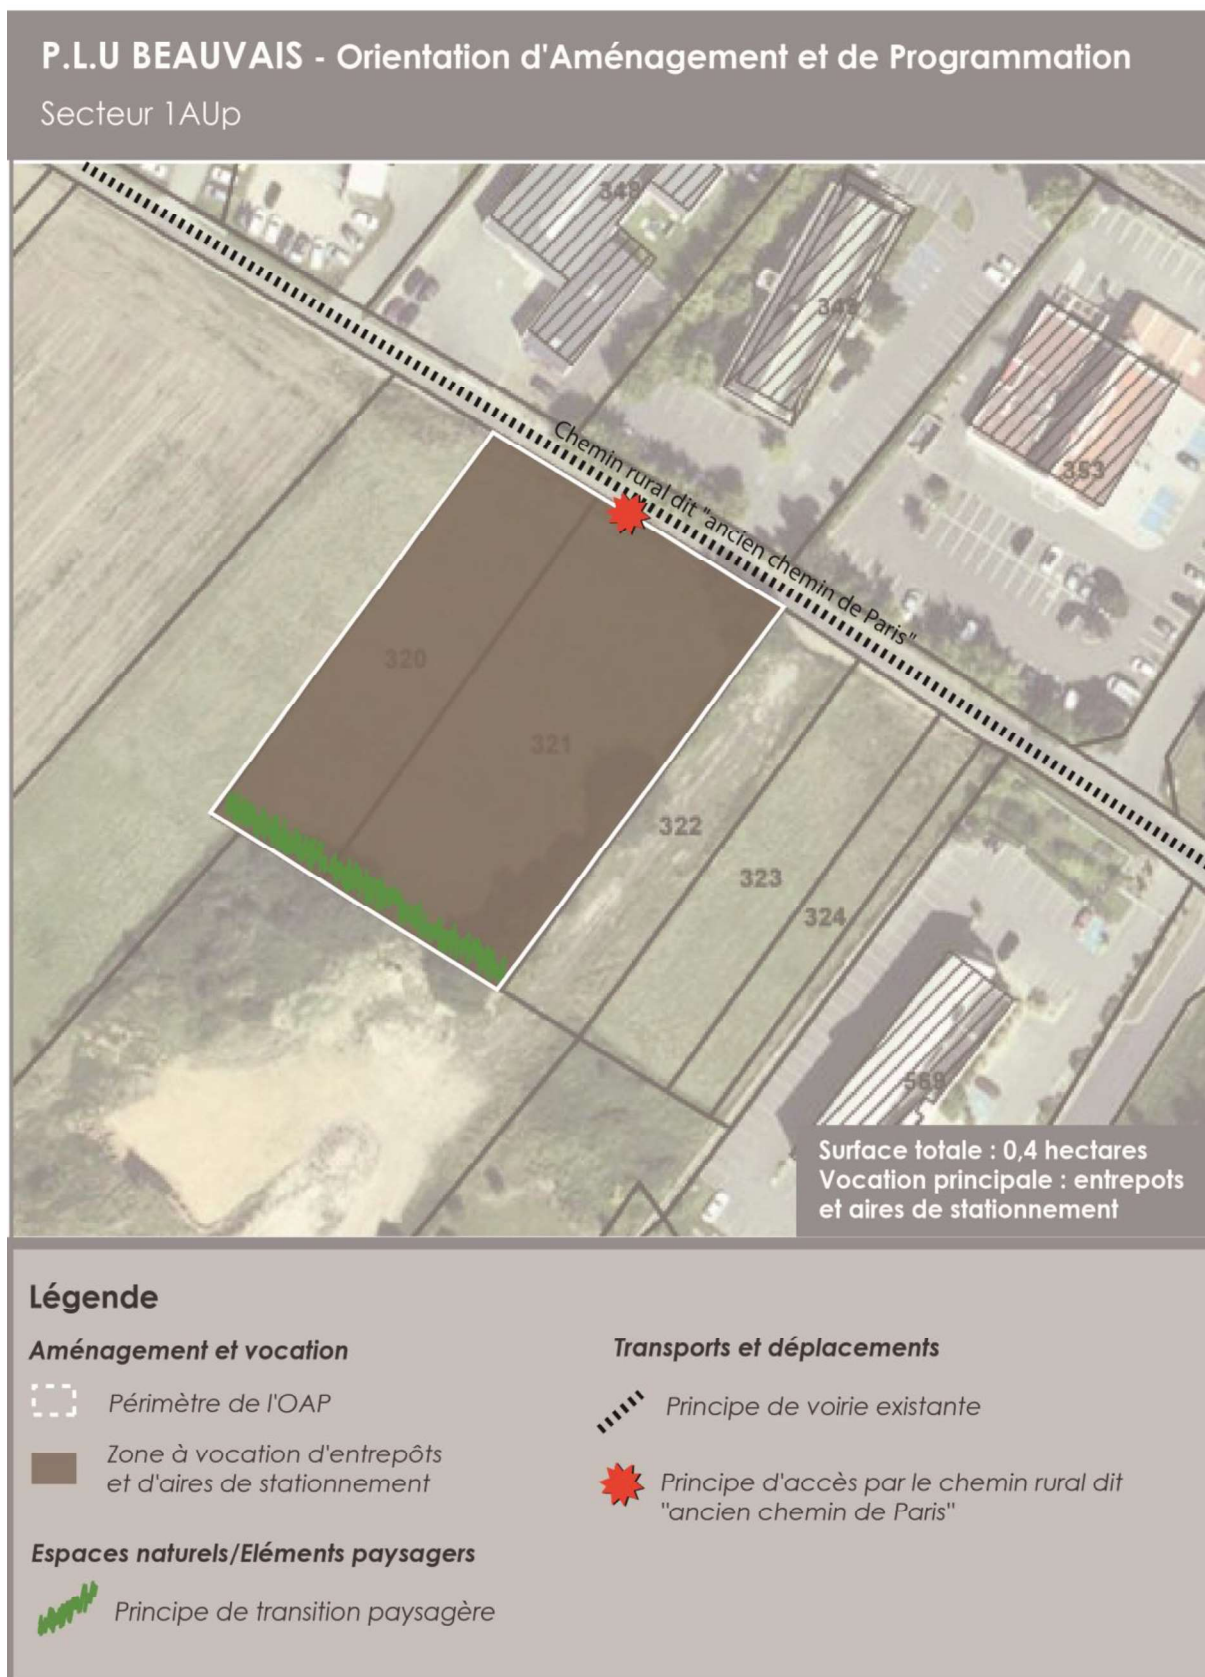 P.L.U BEAUVAIS - Orientation d'Aménagement et de Programmation
Secteur 1AUp
349
348
353
Chemin rural dit "ancien chemin de Paris"
320
321
322
323
324
569
Surface totale : 0,4 hectares
Vocation principale : entrepots
et aires de stationnement
Légende
Aménagement et vocation
Périmètre de l'OAP
Zone à vocation d'entrepôts
et d'aires de stationnement
Espaces naturels/Eléments paysagers
Principe de transition paysagère
Transports et déplacements
Principe de voirie existante
Principe d'accès par le chemin rural dit
"ancien chemin de Paris"